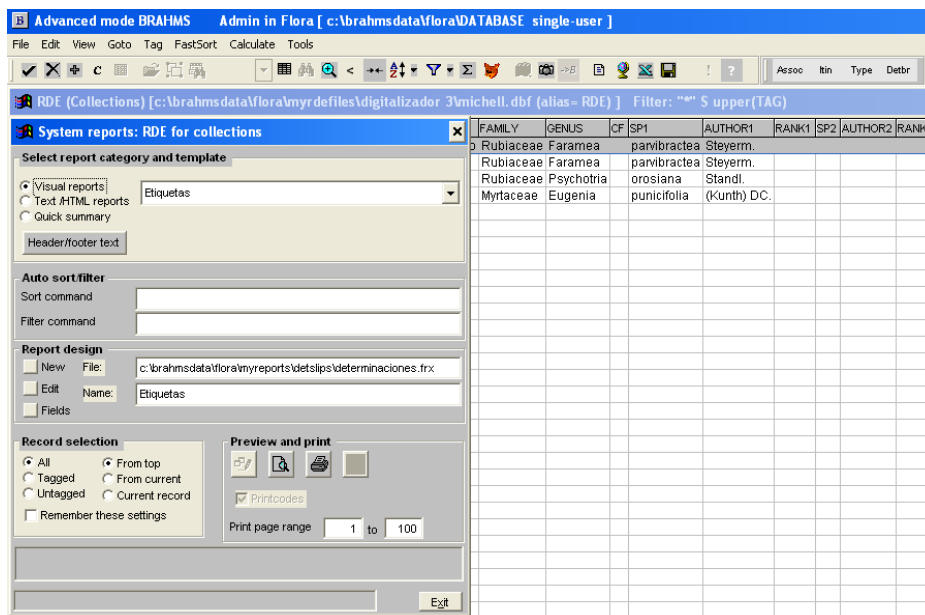 B Advanced mode BRAHMS Admin in Flora [ c:\brahmsdata\flora\DATABASE single-user ]
File Edit View Goto Tag FastSort Calculate Tools
Assoc Itin Type Detbr
RDE (Collections) [c:\brahmsdata\flora\myrdefiles\digitalizador 3\michell.dbf (alias= RDE) ] Filter: "*" $ upper(TAG)
System reports: RDE for collections
Select report category and template
Visual reports
Text /HTML reports
Quick summary
Etiquetas
Header/footer text
Auto sort/filter
Sort command
Filter command
Report design
New File: c:\brahmsdata\flora\myreports\detslips\determinaciones.frx
Edit Name: Etiquetas
Fields
Record selection
All From top
Tagged From current
Untagged Current record
Remember these settings
Preview and print
Printcodes
Print page range 1 to 100
Exit
FAMILY GENUS CF SP1 AUTHOR1 RANK1 SP2 AUTHOR2 RANK
Rubiaceae Faramea parvibractea Steyerm.
Rubiaceae Faramea parvibractea Steyerm.
Rubiaceae Psychotria orosiana Standl.
Myrtaceae Eugenia punicifolia (Kunth) DC.